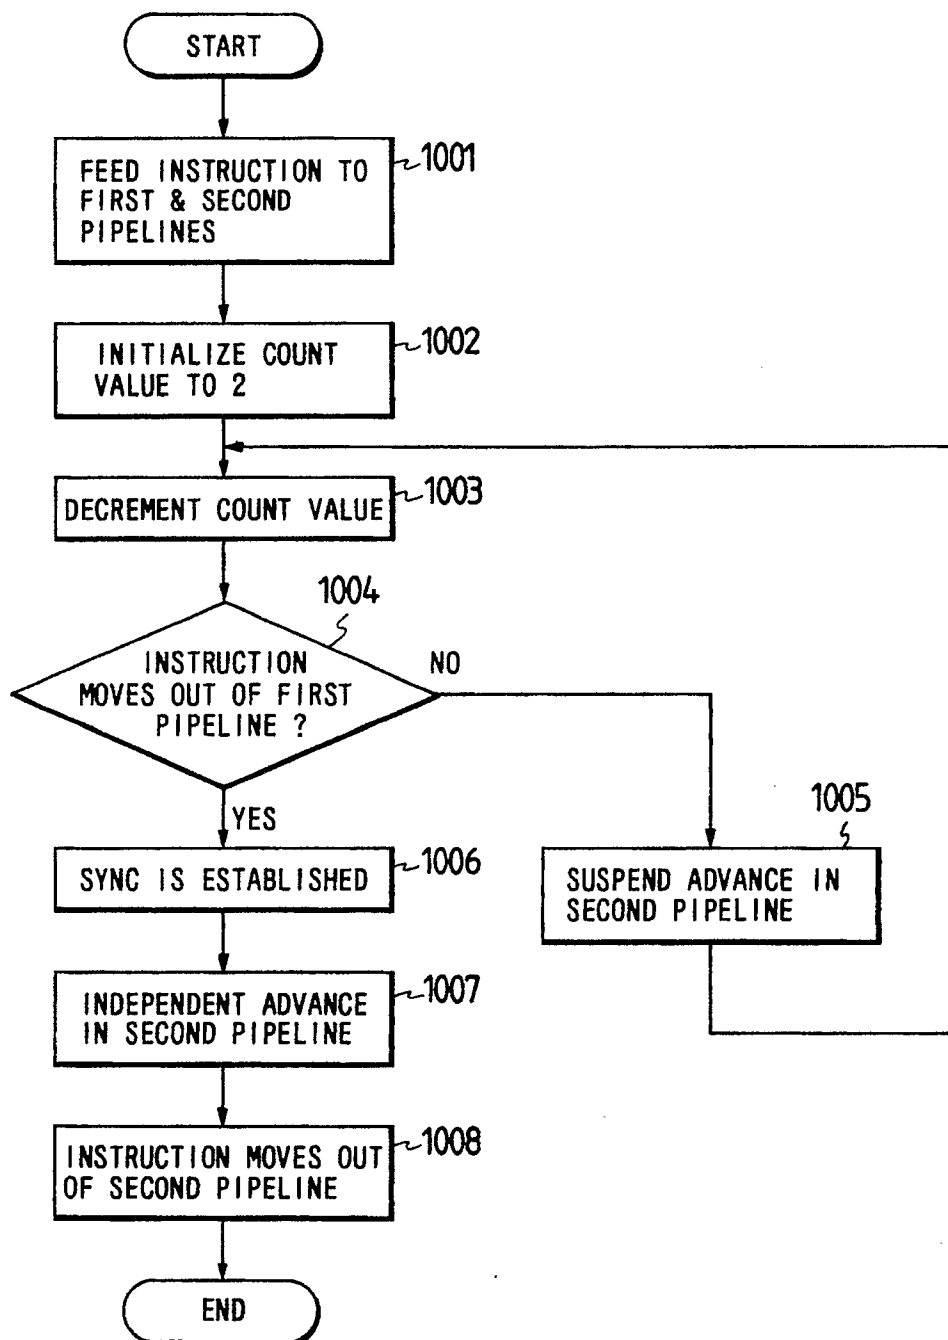 START
FEED INSTRUCTION TO
FIRST & SECOND
PIPELINES
1001
INITIALIZE COUNT
VALUE TO 2
1002
DECREMENT COUNT VALUE
1003
1004
INSTRUCTION
MOVES OUT OF FIRST
PIPELINE ?
NO
YES
1005
SUSPEND ADVANCE IN
SECOND PIPELINE
SYNC IS ESTABLISHED
1006
INDEPENDENT ADVANCE
IN SECOND PIPELINE
1007
INSTRUCTION MOVES OUT
OF SECOND PIPELINE
1008
END